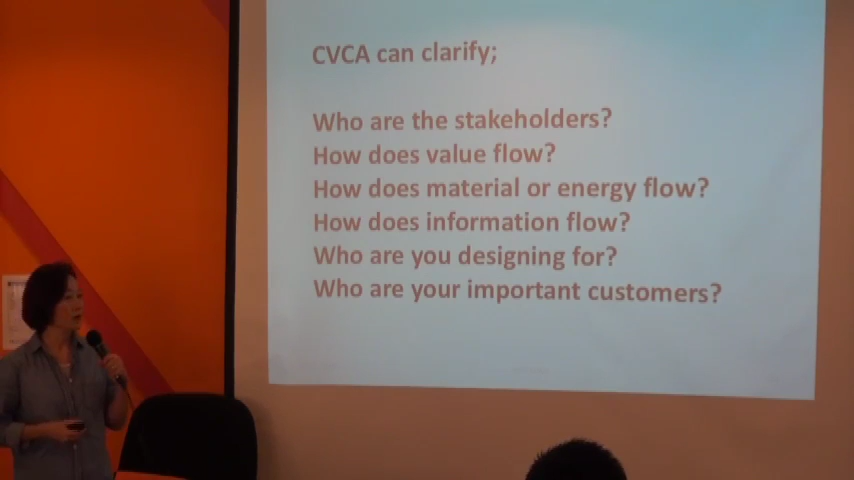 CVCA can clarify;
Who are the stakeholders?
How does value flow?
How does material or energy flow?
How does information flow?
Who are you designing for?
Who are your important customers?